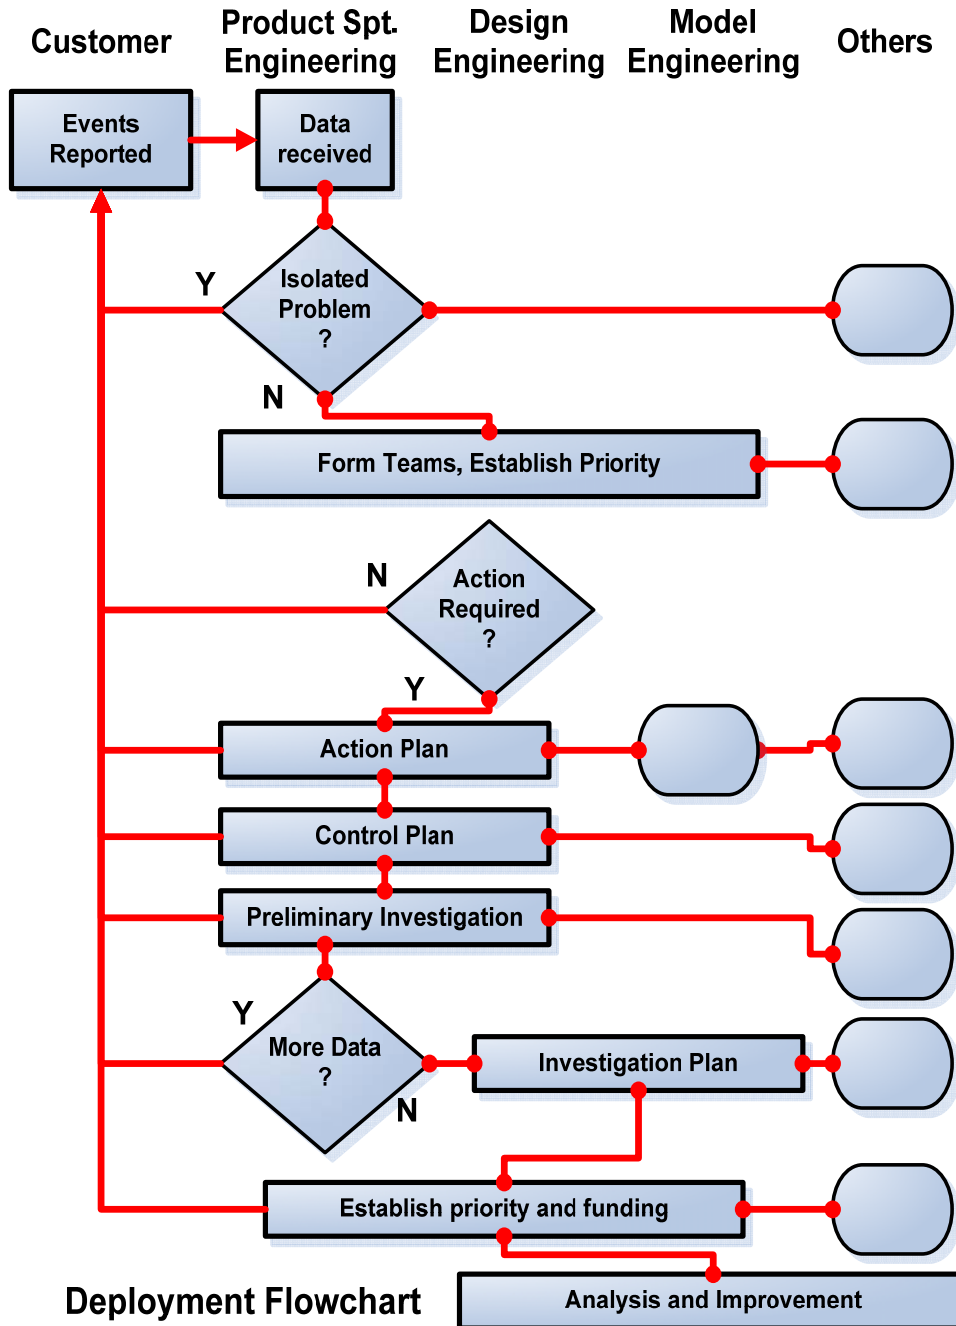 Customer
Product Spt.
Engineering
Design
Engineering
Model
Engineering
Others
Events
Reported
Data
received
Y
Isolated
Problem
?
N
Form Teams, Establish Priority
N
Action
Required
?
Y
Action Plan
Control Plan
Preliminary Investigation
Y
More Data
?
N
Investigation Plan
Establish priority and funding
Deployment Flowchart
Analysis and Improvement